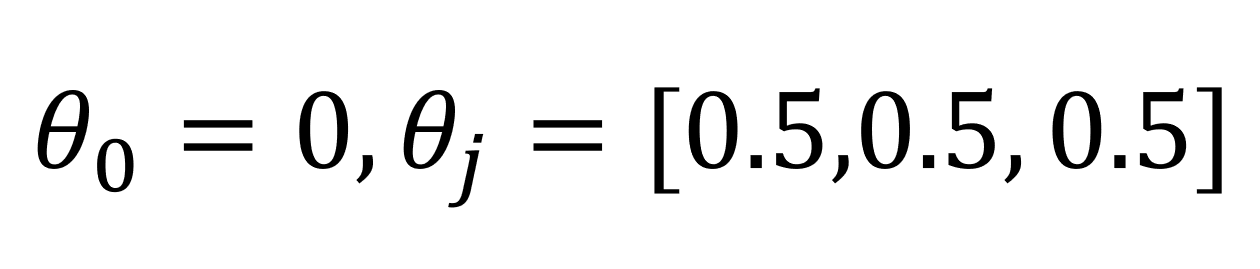 θ₀ = 0, θⱼ = [0.5,0.5, 0.5]